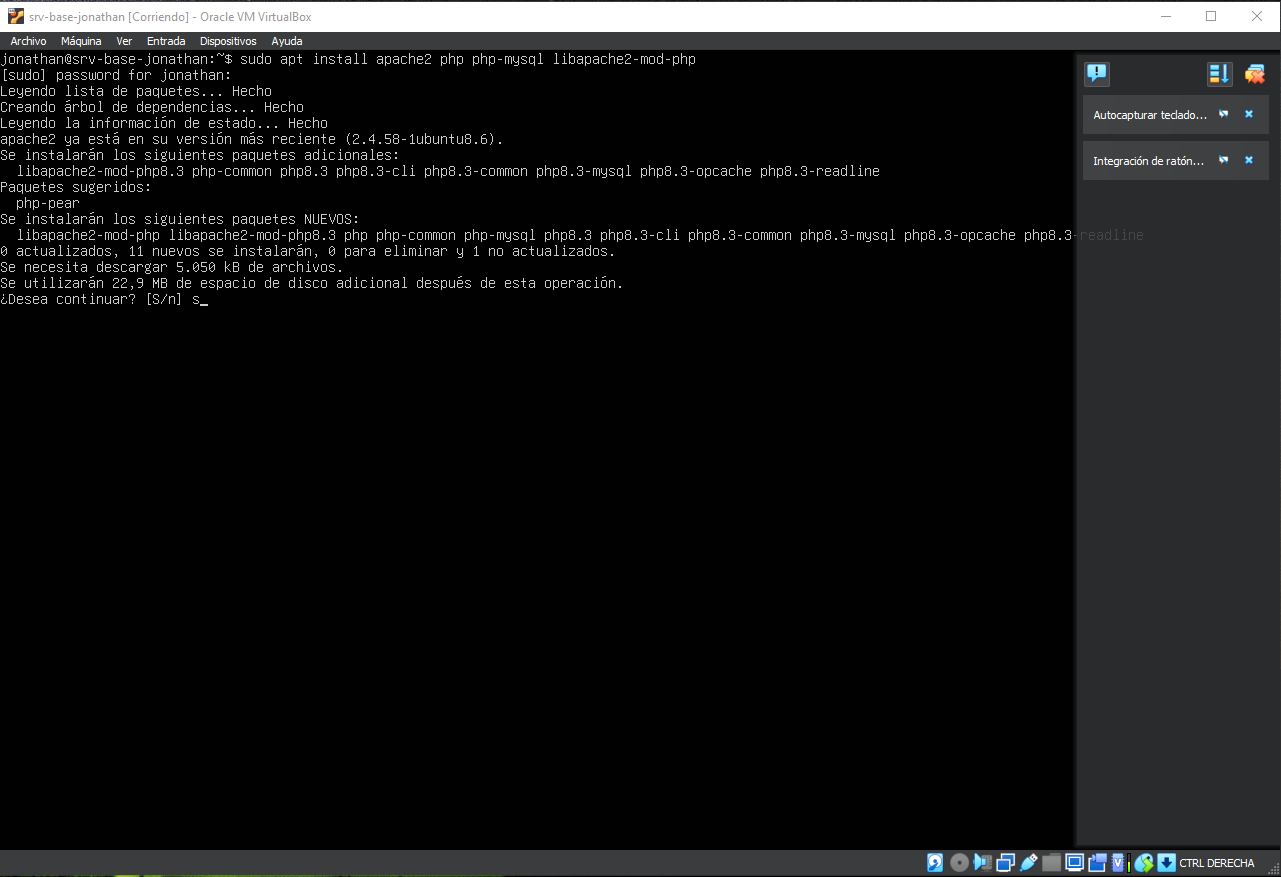 srv-base-jonathan [Corriendo] - Oracle VM VirtualBox
Archivo Máquina Ver Entrada Dispositivos Ayuda
jonathan@srv-base-jonathan:~$ sudo apt install apache2 php php-mysql libapache2-mod-php
[sudo] password for jonathan:
Leyendo lista de paquetes... Hecho
Creando árbol de dependencias... Hecho
Leyendo la información de estado... Hecho
apache2 ya está en su versión más reciente (2.4.58-1ubuntu8.6).
Se instalarán los siguientes paquetes adicionales:
libapache2-mod-php8.3 php-common php8.3 php8.3-cli php8.3-common php8.3-mysql php8.3-opcache php8.3-readline
Paquetes sugeridos:
php-pear
Se instalarán los siguientes paquetes NUEVOS:
libapache2-mod-php libapache2-mod-php8.3 php php-common php-mysql php8.3 php8.3-cli php8.3-common php8.3-mysql php8.3-opcache php8.3-readline
0 actualizados, 11 nuevos se instalarán, 0 para eliminar y 1 no actualizados.
Se necesita descargar 5.050 kB de archivos.
Se utilizarán 22,9 MB de espacio de disco adicional después de esta operación.
¿Desea continuar? [S/n] s_
Autocapturar teclado...
Integración de ratón...
CTRL DERECHA